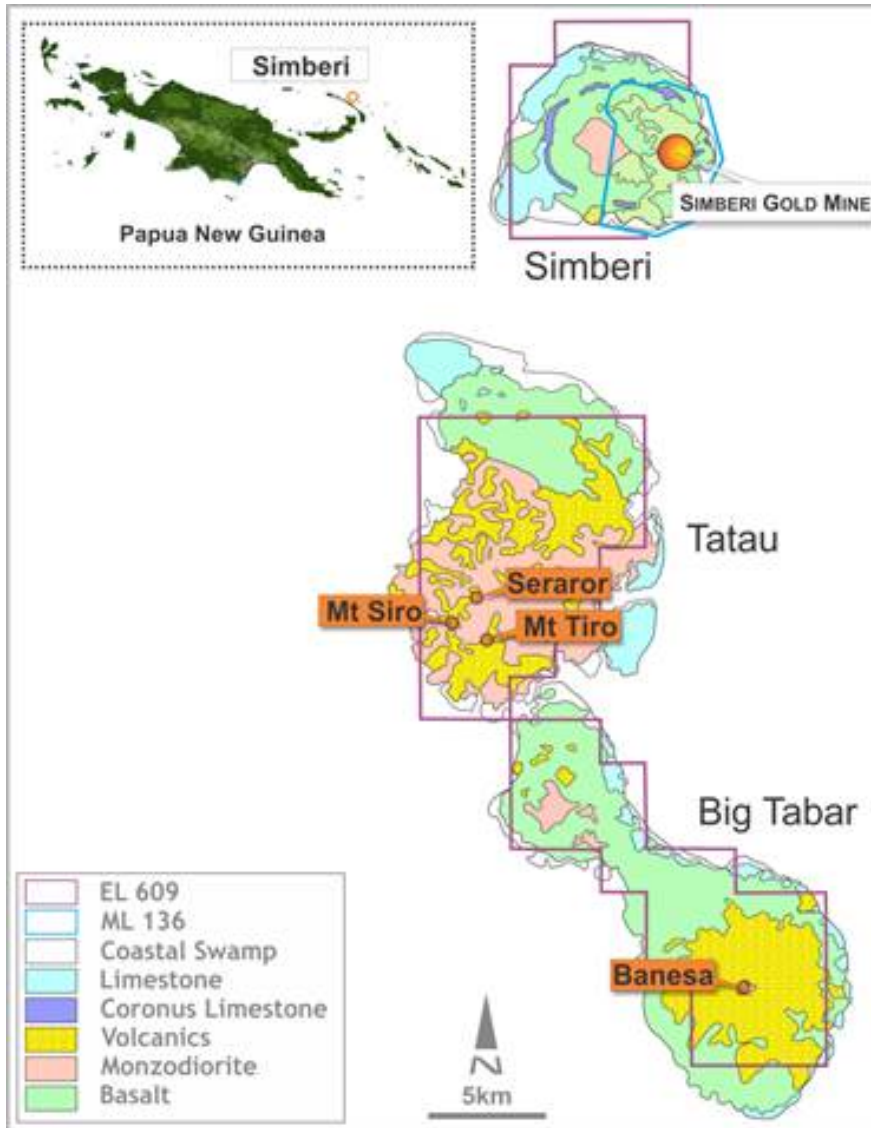 Simberi
Papua New Guinea
SIMBERI GOLD MINE
Simberi
Tatau
Seraror
Mt Siro
Mt Tiro
Big Tabar
Banesa
EL 609
ML 136
Coastal Swamp
Limestone
Coronus Limestone
Volcanics
Monzodiorite
Basalt
N
5km